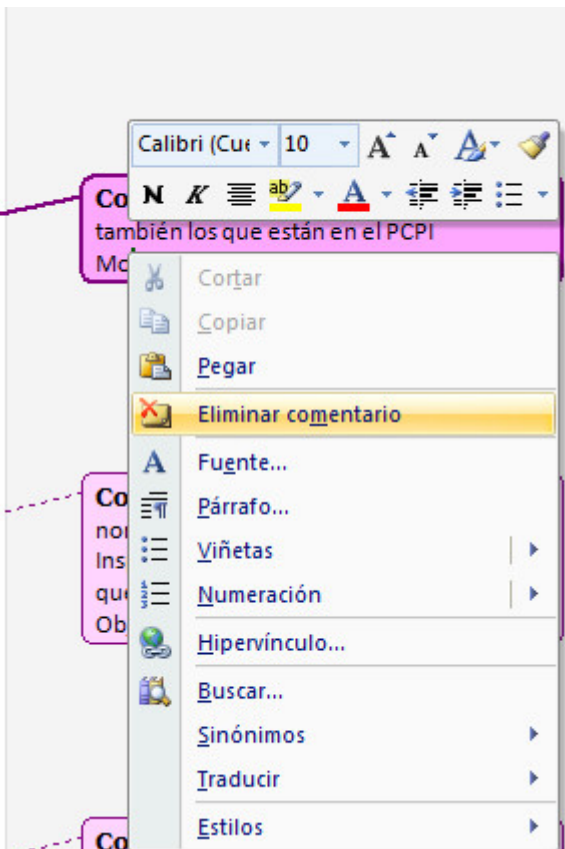 Calibri (Cue 10
N K
Co
también los que están en el PCPI
Mo
Cortar
Copiar
Pegar
Eliminar comentario
Fuente...
Co
Párrafo...
nor
Viñetas
Ins
que
Numeración
Ob
Hipervínculo...
Buscar...
Sinónimos
Traducir
Estilos
Co